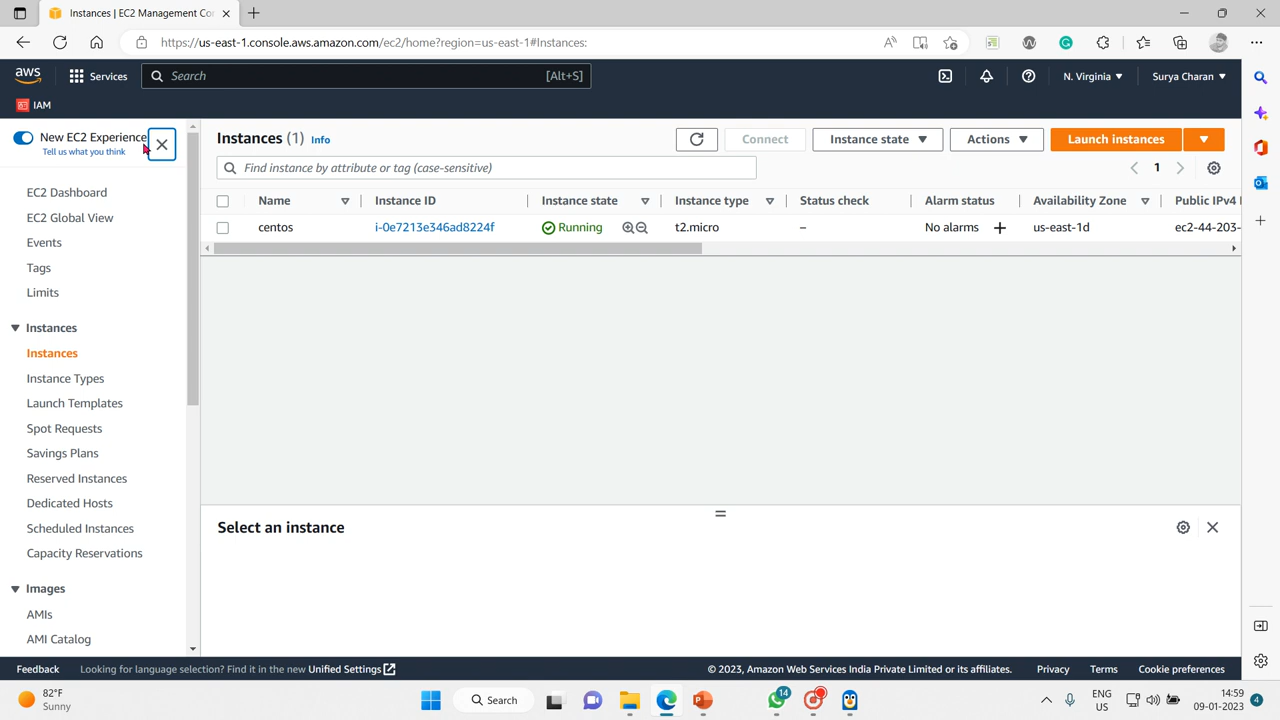 Instances | EC2 Management Co
https://us-east-1.console.aws.amazon.com/ec2/home?region=us-east-1#Instances:
aws
Services
Search
[Alt+S]
N. Virginia
Surya Charan
IAM
New EC2 Experience
Tell us what you think
EC2 Dashboard
EC2 Global View
Events
Tags
Limits
Instances
Instances
Instance Types
Launch Templates
Spot Requests
Savings Plans
Reserved Instances
Dedicated Hosts
Scheduled Instances
Capacity Reservations
Images
AMIs
AMI Catalog
Instances (1) Info
Connect
Instance state
Actions
Launch instances
Find instance by attribute or tag (case-sensitive)
1
Name Instance ID Instance state Instance type Status check Alarm status Availability Zone Public IPv4
centos i-0e7213e346ad8224f Running t2.micro – No alarms + us-east-1d ec2-44-203-
Select an instance
Feedback Looking for language selection? Find it in the new Unified Settings © 2023, Amazon Web Services India Private Limited or its affiliates. Privacy Terms Cookie preferences
82°F
Sunny
Search
14
ENG
US
14:59
09-01-2023
4